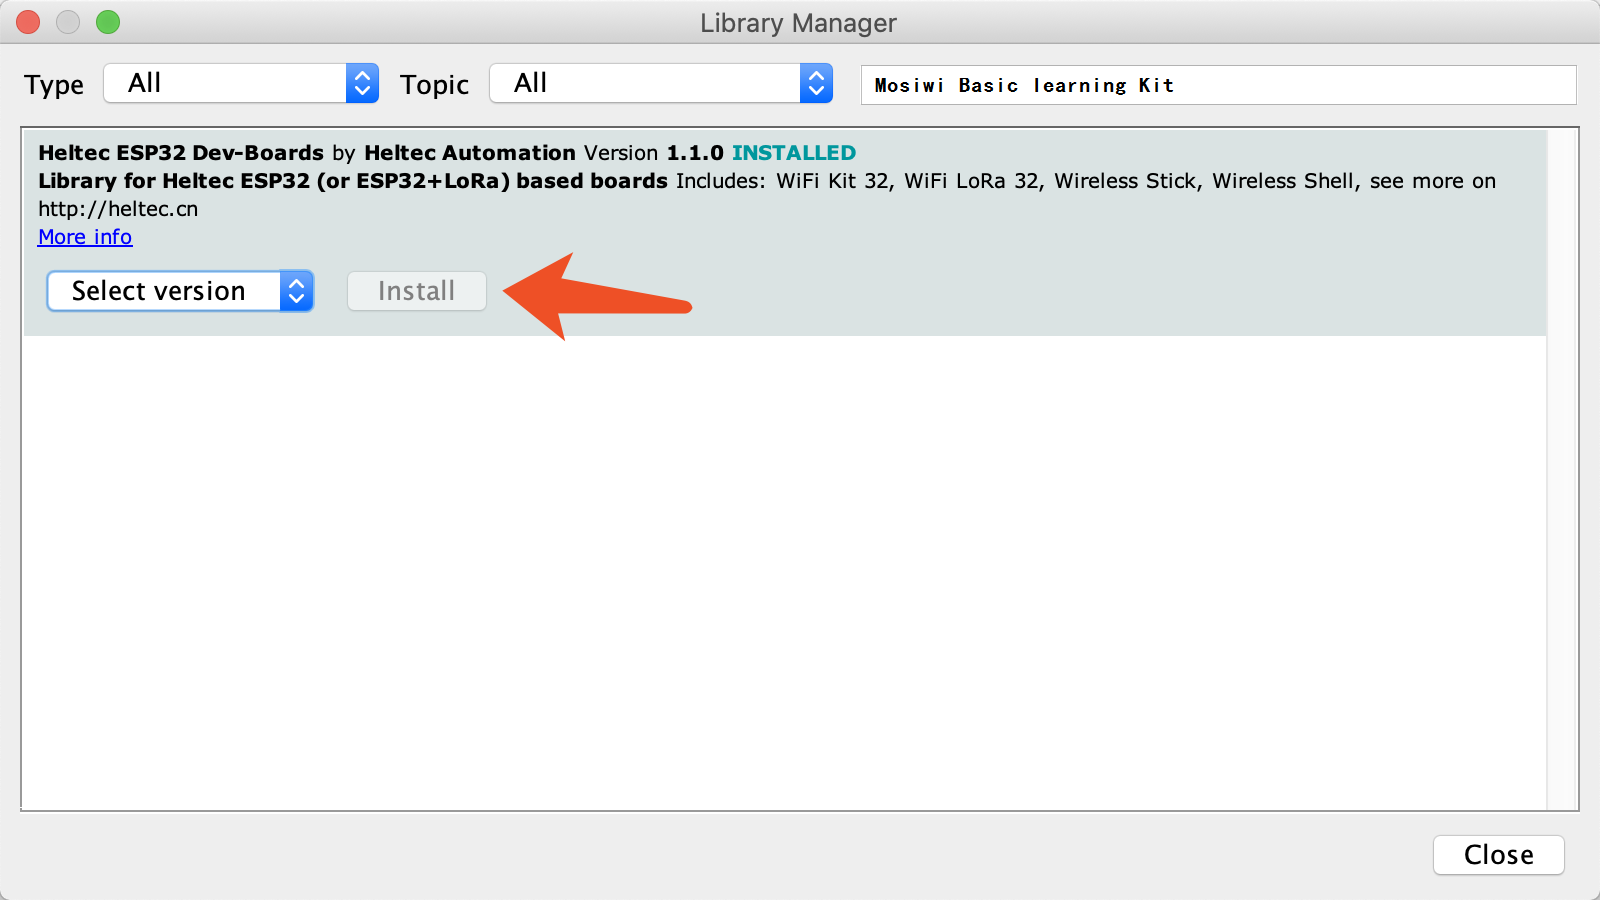 Library Manager
Type All Topic All Mosiwi Basic learning Kit
Heltec ESP32 Dev-Boards by Heltec Automation Version 1.1.0 INSTALLED
Library for Heltec ESP32 (or ESP32+LoRa) based boards Includes: WiFi Kit 32, WiFi LoRa 32, Wireless Stick, Wireless Shell, see more on
http://heltec.cn
More info
Select version Install
Close